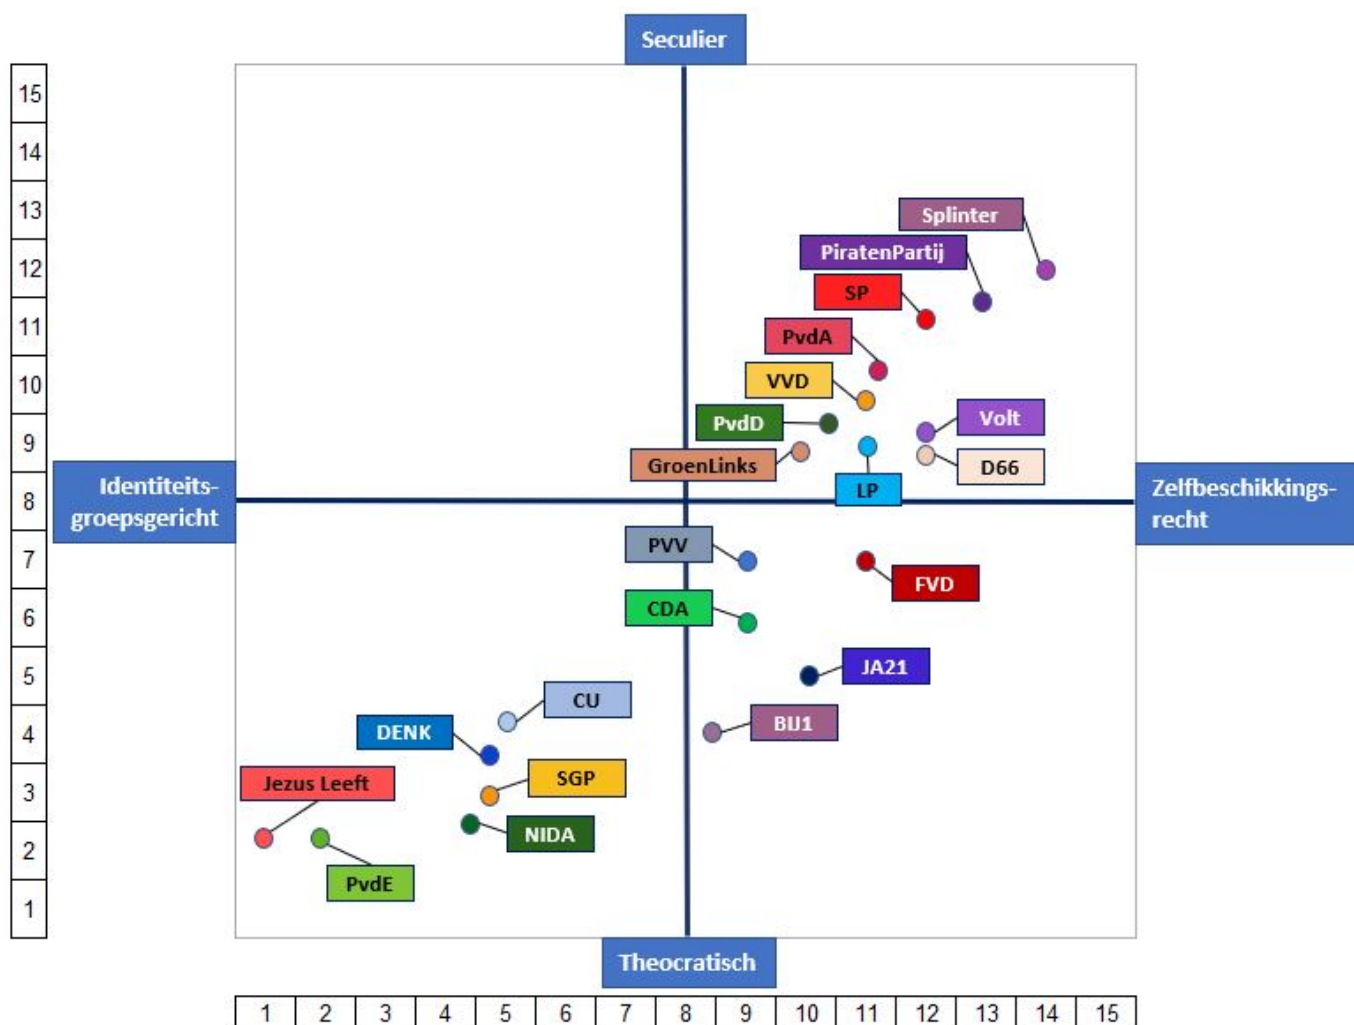 Seculier
15
14
13
12
11
10
9
8
7
6
5
4
3
2
1
Splinter
PiratenPartij
SP
PvdA
VVD
PvdD
Volt
GroenLinks
D66
LP
Identiteits-
groepsgericht
Zelfbeschikkings-
recht
PVV
FVD
CDA
JA21
CU
BIJ1
DENK
SGP
Jezus Leeft
NIDA
PvdE
Theocratisch
1 2 3 4 5 6 7 8 9 10 11 12 13 14 15